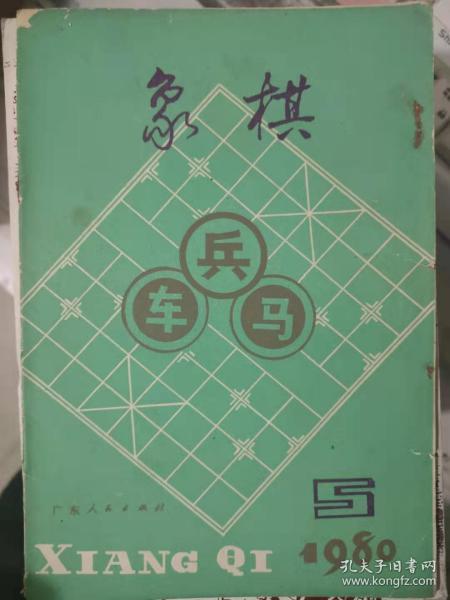 象棋
兵
车 马
5
广东人民出版社
XIANG QI 1980
孔夫子旧书网
www.kongfz.com